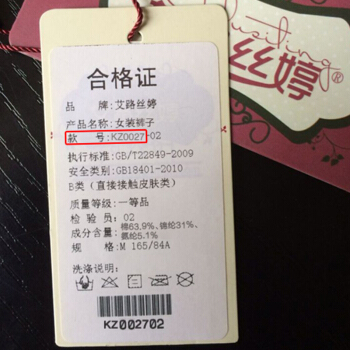 合格证
品 牌:艾路丝婷
产品名称:女装裤子
款 号:KZ0027-02
执行标准:GB/T22849-2009
安全类别:GB18401-2010
B类(直接接触皮肤类)
质量等级:一等品
检 验 员:02
成分含量:棉63.9%、锦纶31%、
氨纶5.1%
规 格:M 165/84A
洗涤说明:
KZ002702
丝婷